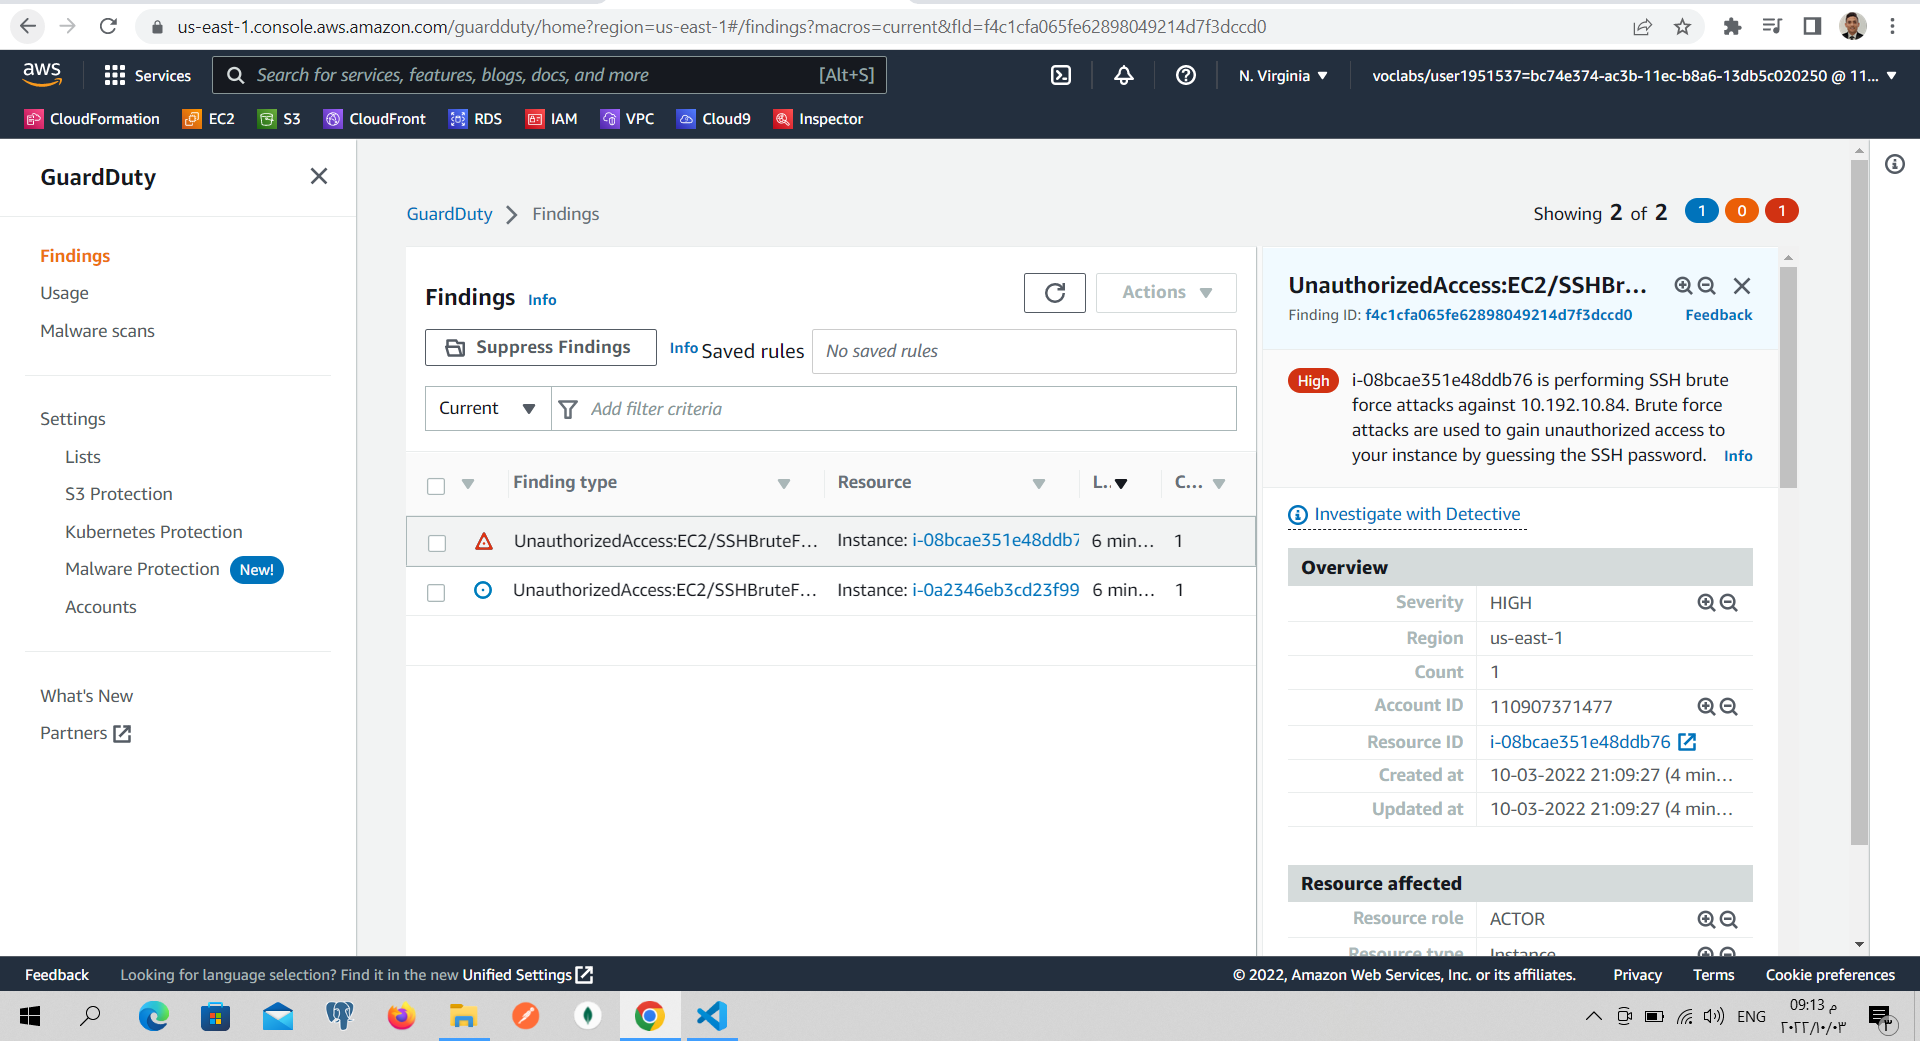 us-east-1.console.aws.amazon.com/guardduty/home?region=us-east-1#/findings?macros=current&fId=f4c1cfa065fe62898049214d7f3dccd0
aws
Services
Search for services, features, blogs, docs, and more [Alt+S]
N. Virginia
voclabs/user1951537=bc74e374-ac3b-11ec-b8a6-13db5c020250 @ 11...
CloudFormation EC2 S3 CloudFront RDS IAM VPC Cloud9 Inspector
GuardDuty
Findings
Usage
Malware scans
Settings
Lists
S3 Protection
Kubernetes Protection
Malware Protection New!
Accounts
What's New
Partners
GuardDuty Findings
Showing 2 of 2 1 0 1
Findings Info
Actions
Suppress Findings Info Saved rules No saved rules
Current Add filter criteria
Finding type Resource L.. C...
UnauthorizedAccess:EC2/SSHBruteF... Instance: i-08bcae351e48ddb7 6 min... 1
UnauthorizedAccess:EC2/SSHBruteF... Instance: i-0a2346eb3cd23f99 6 min... 1
UnauthorizedAccess:EC2/SSHBr...
Finding ID: f4c1cfa065fe62898049214d7f3dccd0 Feedback
High
i-08bcae351e48ddb76 is performing SSH brute
force attacks against 10.192.10.84. Brute force
attacks are used to gain unauthorized access to
your instance by guessing the SSH password. Info
Investigate with Detective
Overview
Severity HIGH
Region us-east-1
Count 1
Account ID 110907371477
Resource ID i-08bcae351e48ddb76
Created at 10-03-2022 21:09:27 (4 min...
Updated at 10-03-2022 21:09:27 (4 min...
Resource affected
Resource role ACTOR
Resource type Instance
Feedback Looking for language selection? Find it in the new Unified Settings
© 2022, Amazon Web Services, Inc. or its affiliates. Privacy Terms Cookie preferences
ENG
09:13 م
٢٠٢٢/١٠/٠٣
٣